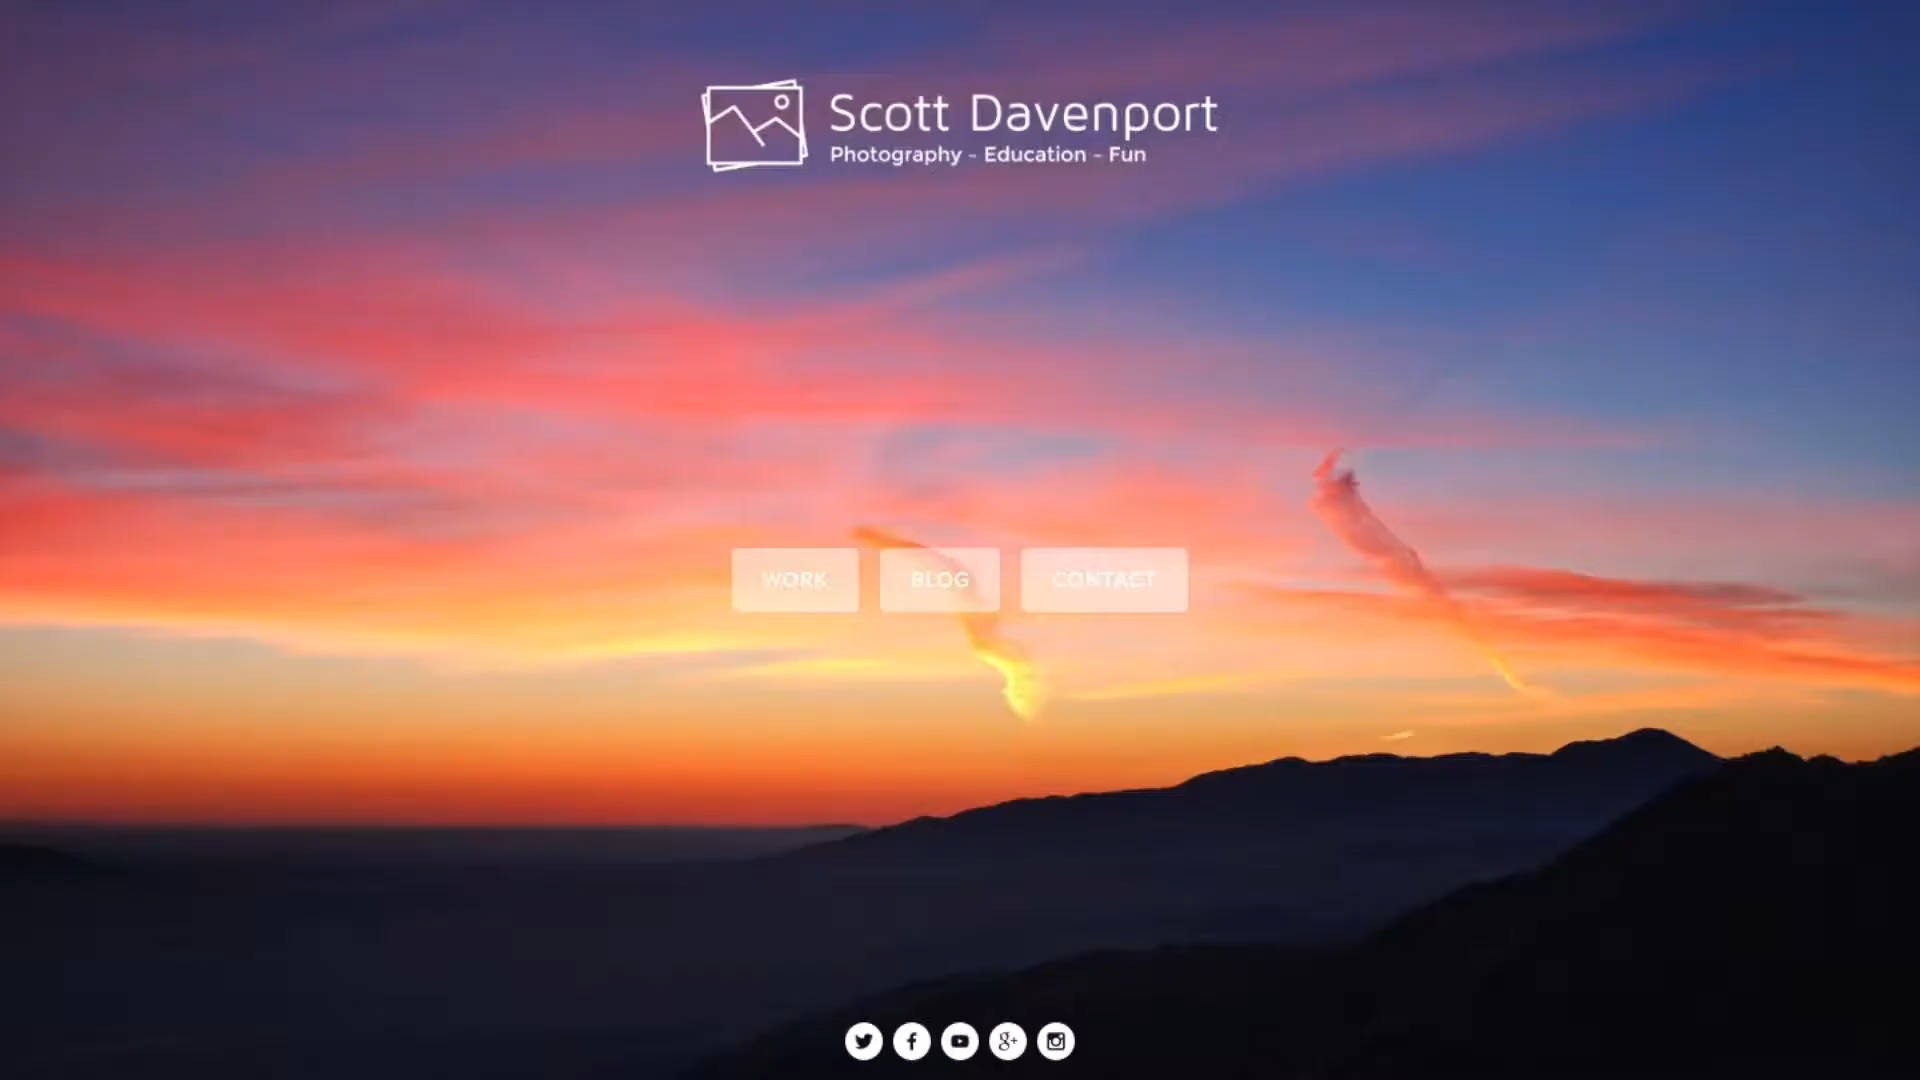 Scott Davenport
Photography - Education - Fun
WORK
BLOG
CONTACT